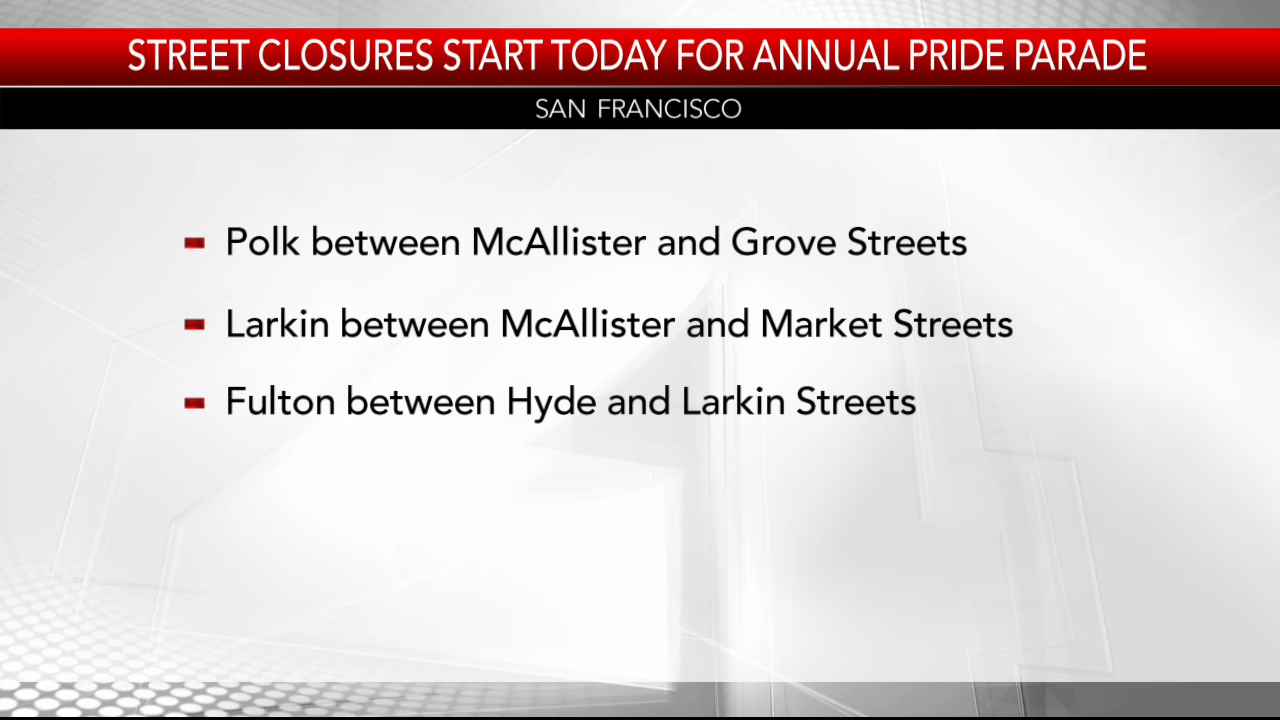 STREET CLOSURES START TODAY FOR ANNUAL PRIDE PARADE
SAN FRANCISCO
Polk between McAllister and Grove Streets
Larkin between McAllister and Market Streets
Fulton between Hyde and Larkin Streets